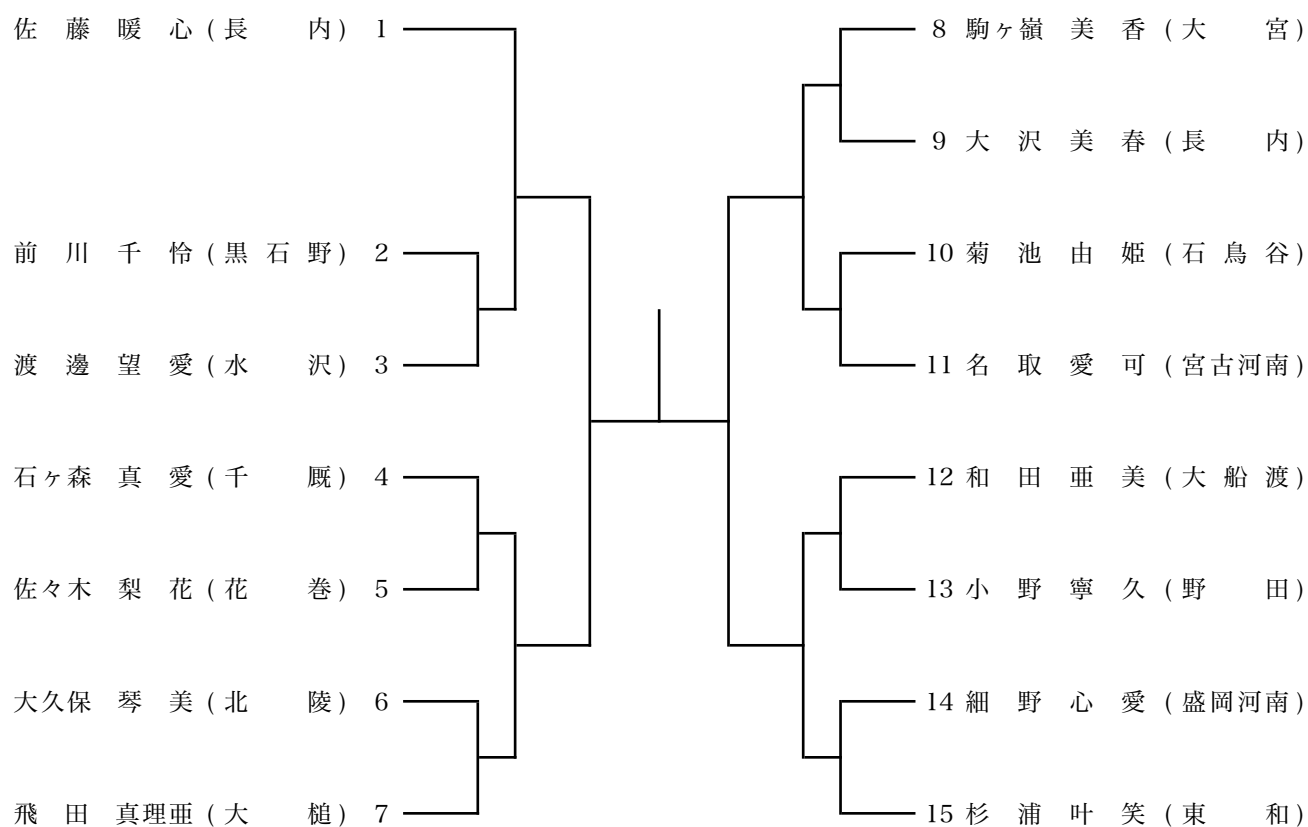 佐藤暖心(長内) 1
前川千怜(黒石野) 2
渡邊望愛(水沢) 3
石ヶ森真愛(千厩) 4
佐々木梨花(花巻) 5
大久保琴美(北陵) 6
飛田真理亜(大槌) 7
8 駒ヶ嶺美香(大宮)
9 大沢美春(長内)
10 菊池由姫(石鳥谷)
11 名取愛可(宮古河南)
12 和田亜美(大船渡)
13 小野寧久(野田)
14 細野心愛(盛岡河南)
15 杉浦叶笑(東和)